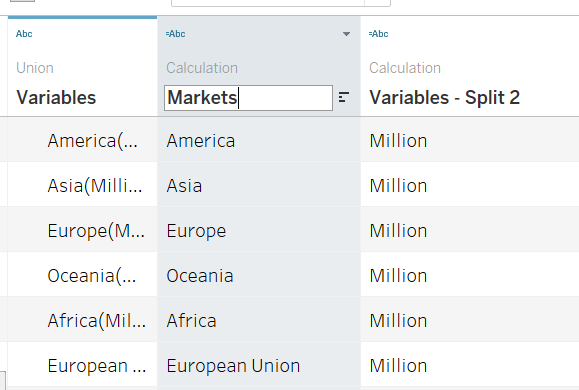 Abc =Abc =Abc
Union Calculation Calculation
Variables Markets Variables - Split 2
America(... America Million
Asia(Milli... Asia Million
Europe(M... Europe Million
Oceania(... Oceania Million
Africa(Mil... Africa Million
European ... European Union Million